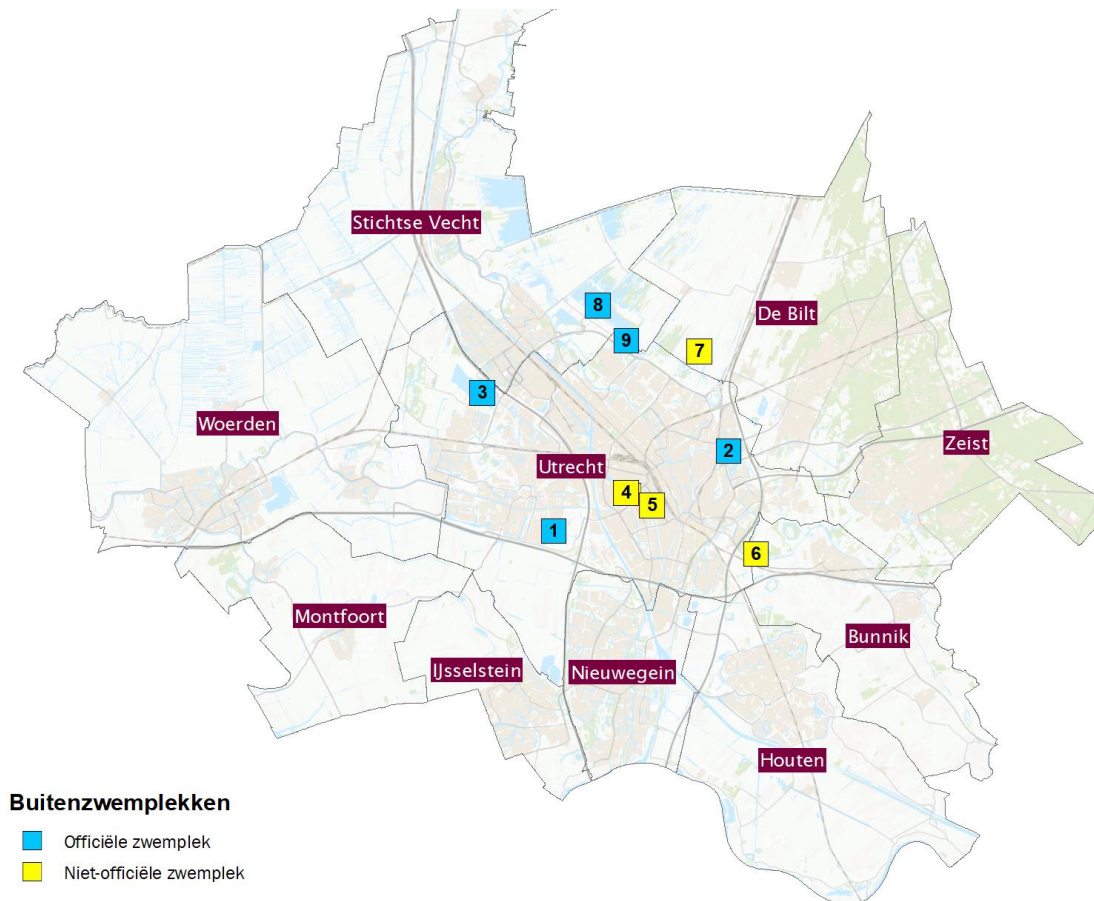 Stichtse Vecht
8
De Bilt
9
7
3
Woerden
Zeist
2
Utrecht
4
5
1
6
Montfoort
Bunnik
IJsselstein
Nieuwegein
Houten
Buitenzwemplekken
Officiële zwemplek
Niet-officiële zwemplek